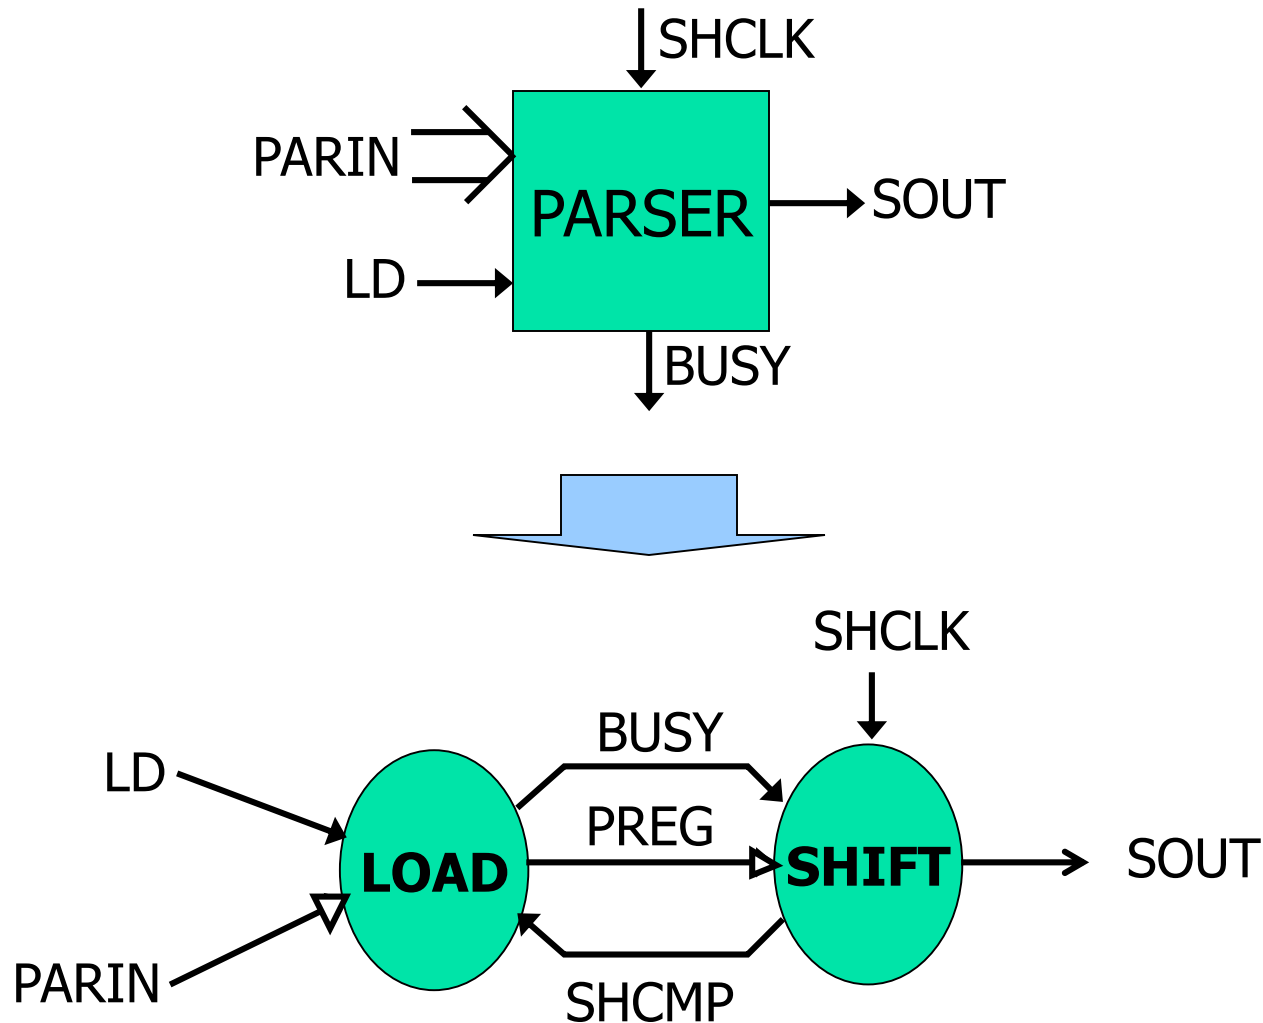 SHCLK
PARIN
PARSER
SOUT
LD
BUSY
SHCLK
BUSY
LD
PREG
LOAD
SHIFT
SOUT
PARIN
SHCMP